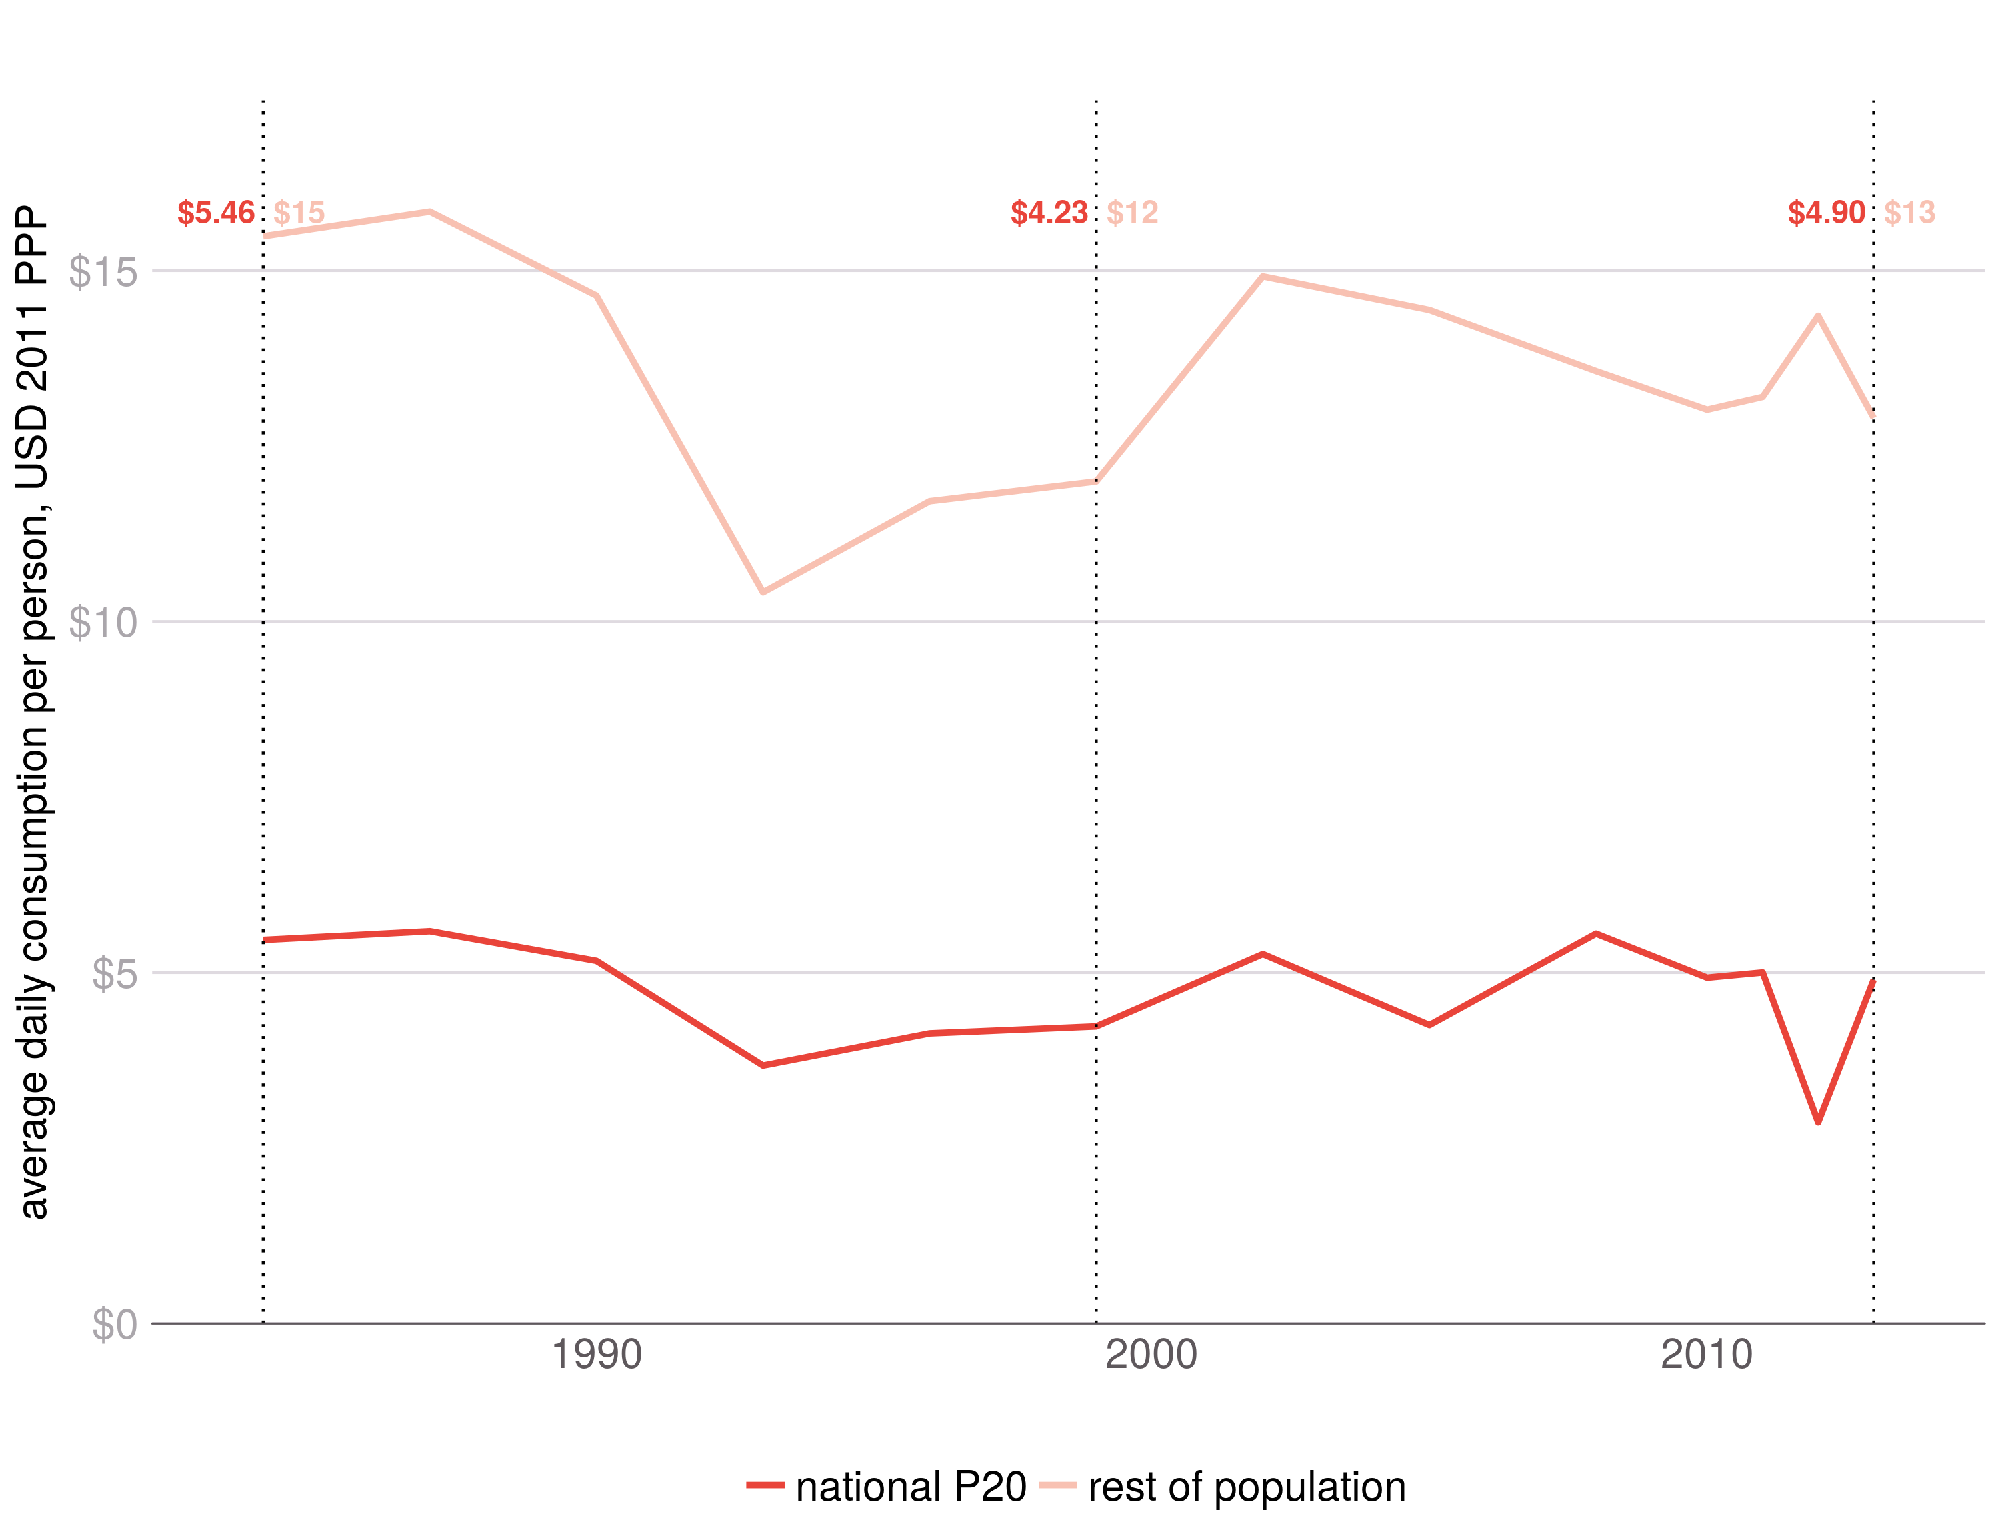 average daily consumption per person, USD 2011 PPP
$5.46 $15 $4.23 $12 $4.90 $13
$15
$10
$5
$0
1990 2000 2010
national P20 rest of population